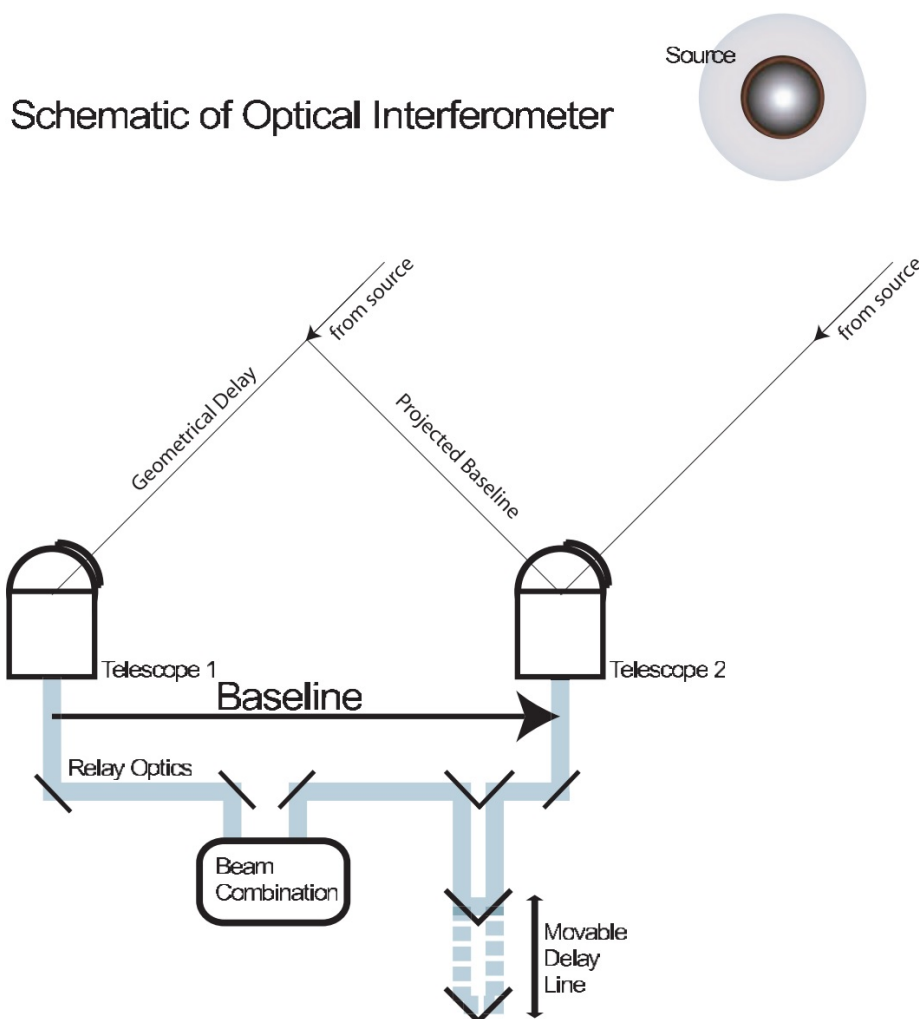 Source
Schematic of Optical Interferometer
from source
from source
Geometrical Delay
Projected Baseline
Telescope 1
Telescope 2
Baseline
Relay Optics
Beam
Combination
Movable
Delay
Line